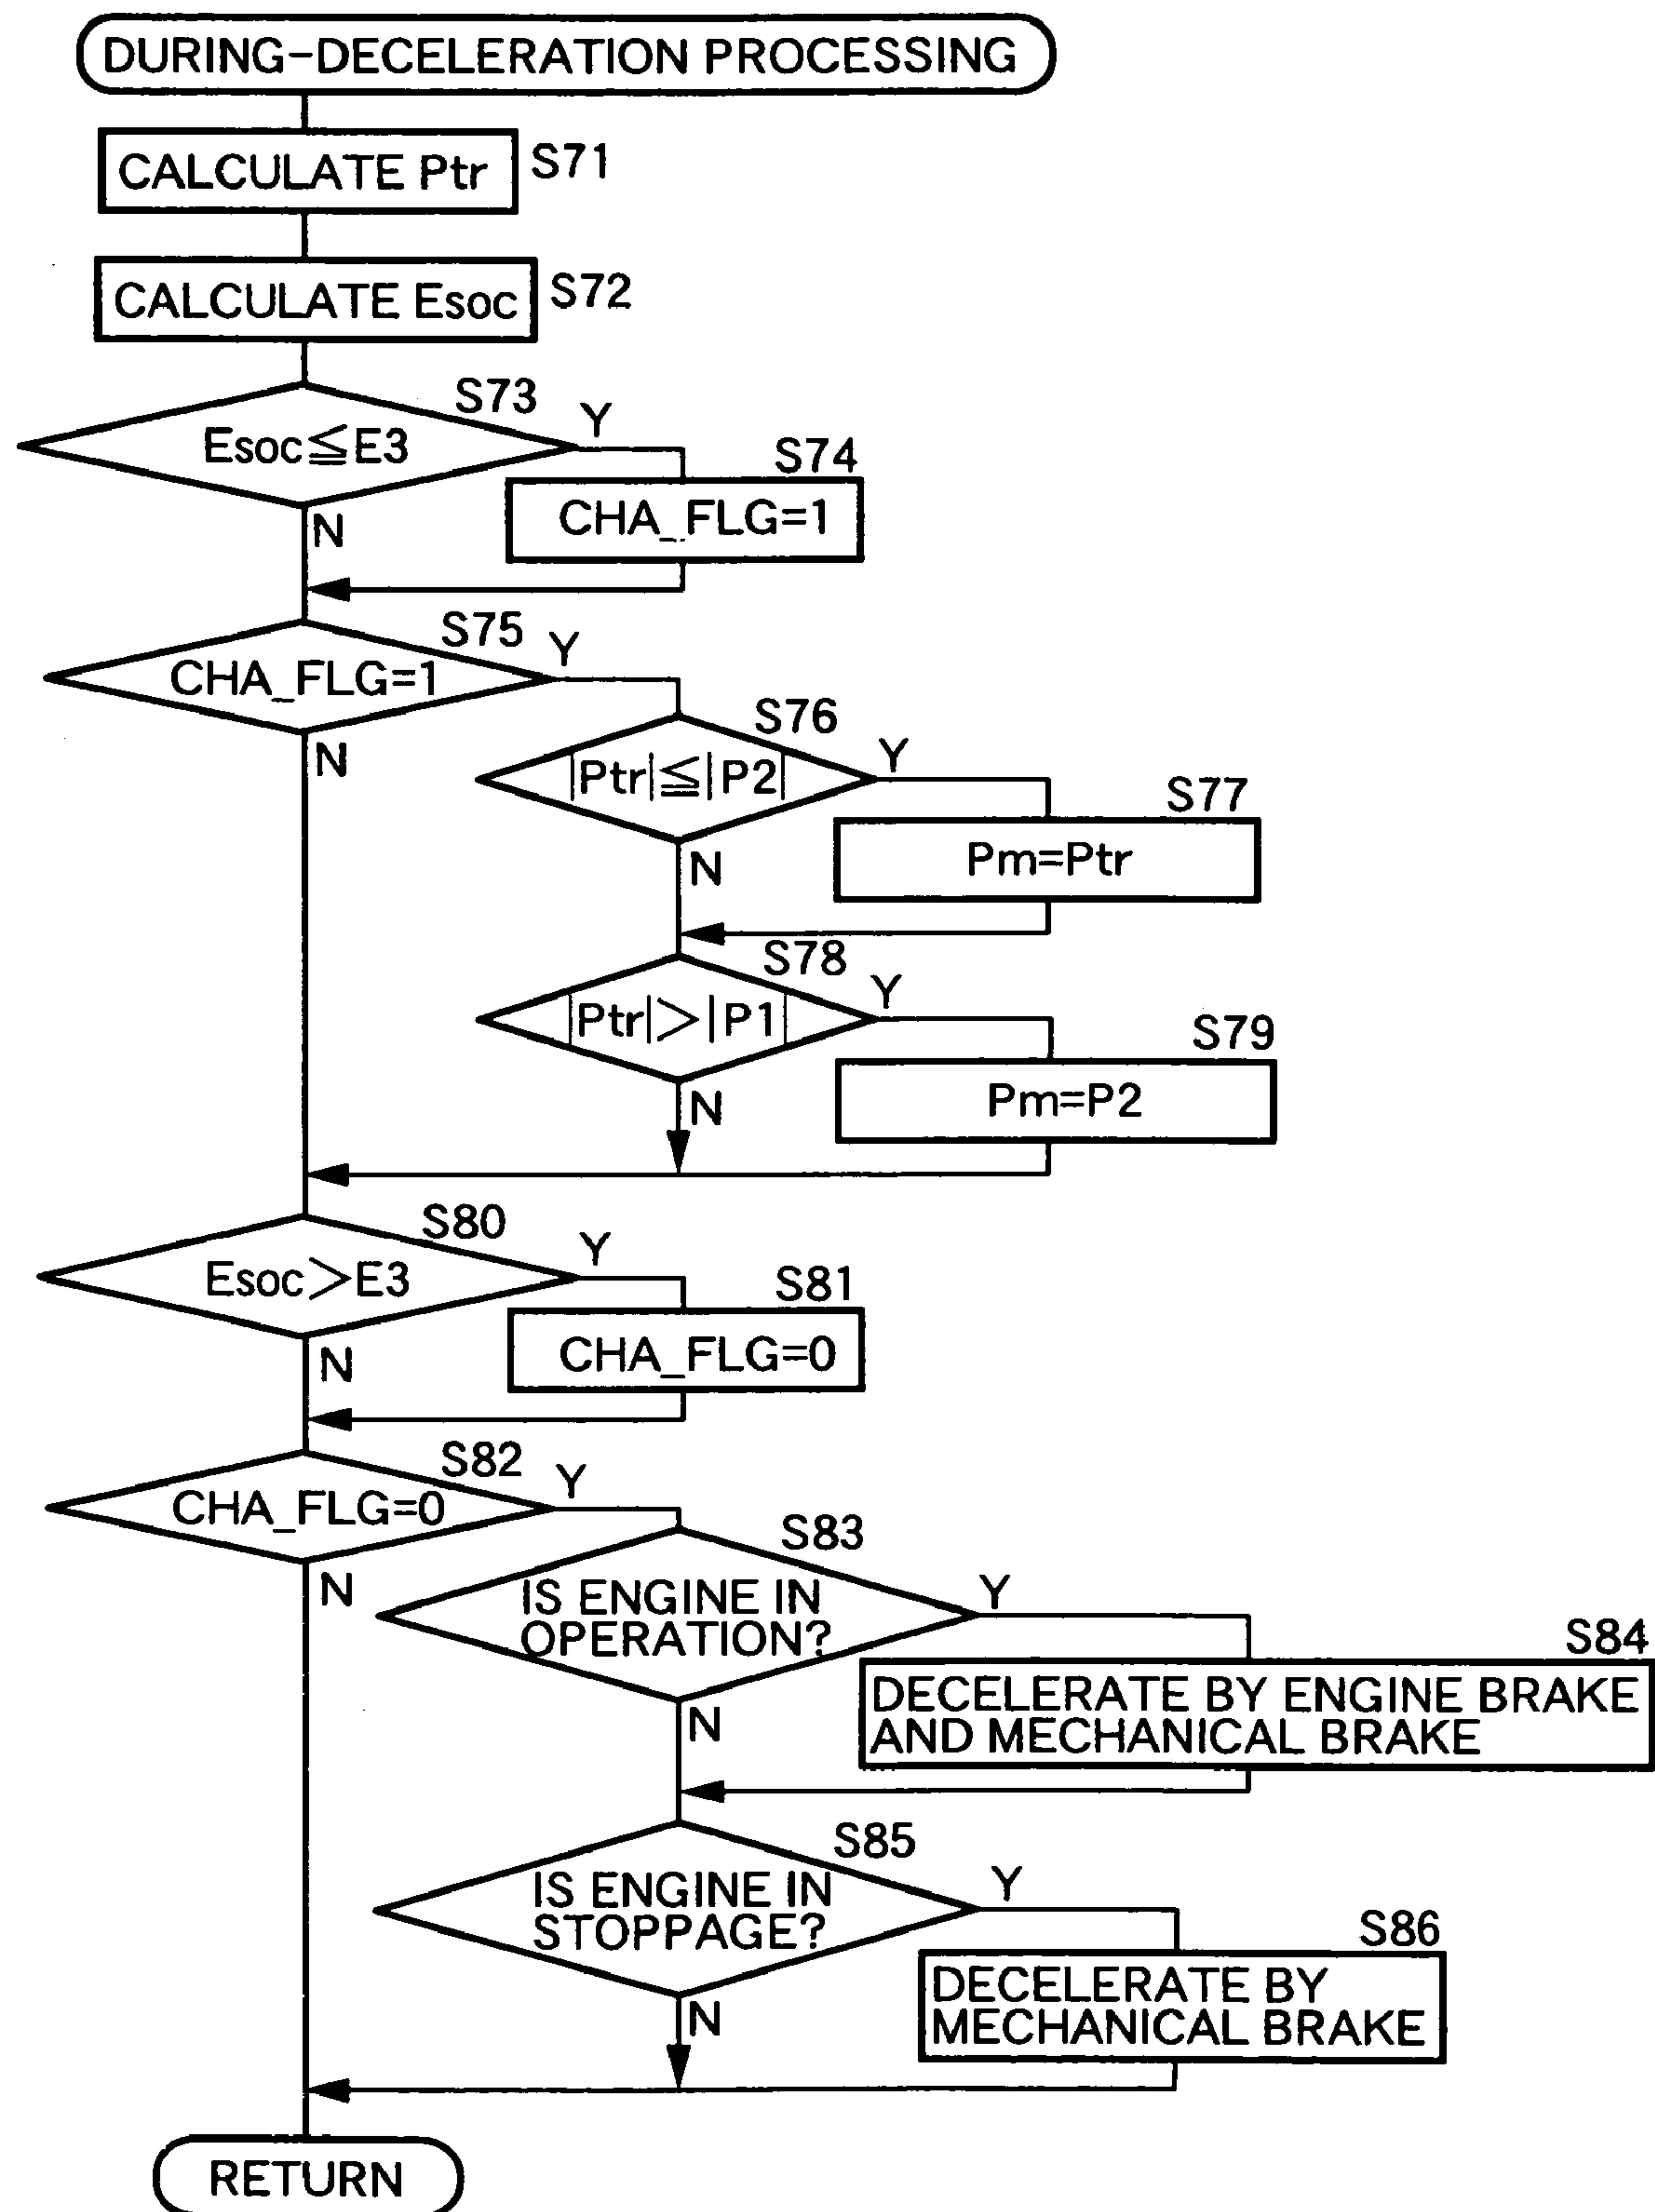 DURING-DECELERATION PROCESSING
CALCULATE Ptr
S71
CALCULATE Esoc
S72
S73
Esoc≦E3
Y
N
S74
CHA_FLG=1
S75
CHA_FLG=1
Y
N
S76
|Ptr|≦|P2|
Y
N
S77
Pm=Ptr
S78
|Ptr|>|P1|
Y
N
S79
Pm=P2
S80
Esoc>E3
Y
N
S81
CHA_FLG=0
S82
CHA_FLG=0
Y
N
S83
IS ENGINE IN
OPERATION?
Y
N
S84
DECELERATE BY ENGINE BRAKE
AND MECHANICAL BRAKE
S85
IS ENGINE IN
STOPPAGE?
Y
N
S86
DECELERATE BY
MECHANICAL BRAKE
RETURN